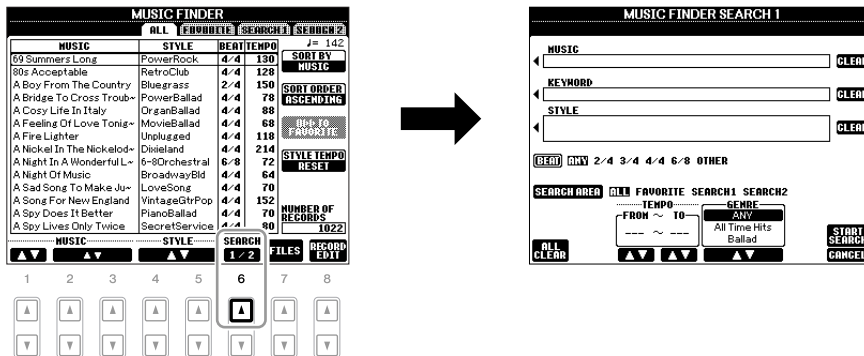 MUSIC FINDER
ALL FAVORITE SEARCH1 SEARCH2
MUSIC STYLE BEAT TEMPO ♩= 142
69 Summers Long PowerRock 4/4 130
80s Acceptable RetroClub 4/4 128
A Boy From The Country Bluegrass 2/4 150
A Bridge To Cross Troub~ PowerBallad 4/4 78
A Cosy Life In Italy OrganBallad 4/4 88
A Feeling Of Love Tonig~ MovieBallad 4/4 68
A Fire Lighter Unplugged 4/4 118
A Nickel In The Nickelod~ Dixieland 4/4 214
A Night In A Wonderful L~ 6-8Orchestral 6/8 72
A Night Of Music BroadwayBld 4/4 64
A Sad Song To Make Ju~ LoveSong 4/4 70
A Song For New England VintageGtrPop 4/4 152
A Spy Does It Better PianoBallad 4/4 70
A Spy Lives Only Twice SecretService 4/4 80
SORT BY
MUSIC
SORT ORDER
ASCENDING
ADD TO
FAVORITE
STYLE TEMPO
RESET
NUMBER OF
RECORDS
1022
MUSIC STYLE SEARCH
1/2 FILES RECORD
EDIT
1 2 3 4 5 6 7 8
MUSIC FINDER SEARCH 1
MUSIC
CLEAR
KEYWORD
CLEAR
STYLE
CLEAR
BEAT ANY 2/4 3/4 4/4 6/8 OTHER
SEARCH AREA ALL FAVORITE SEARCH1 SEARCH2
TEMPO GENRE
FROM ~ TO ANY
--- ~ --- All Time Hits
Ballad
ALL
CLEAR
START
SEARCH
CANCEL